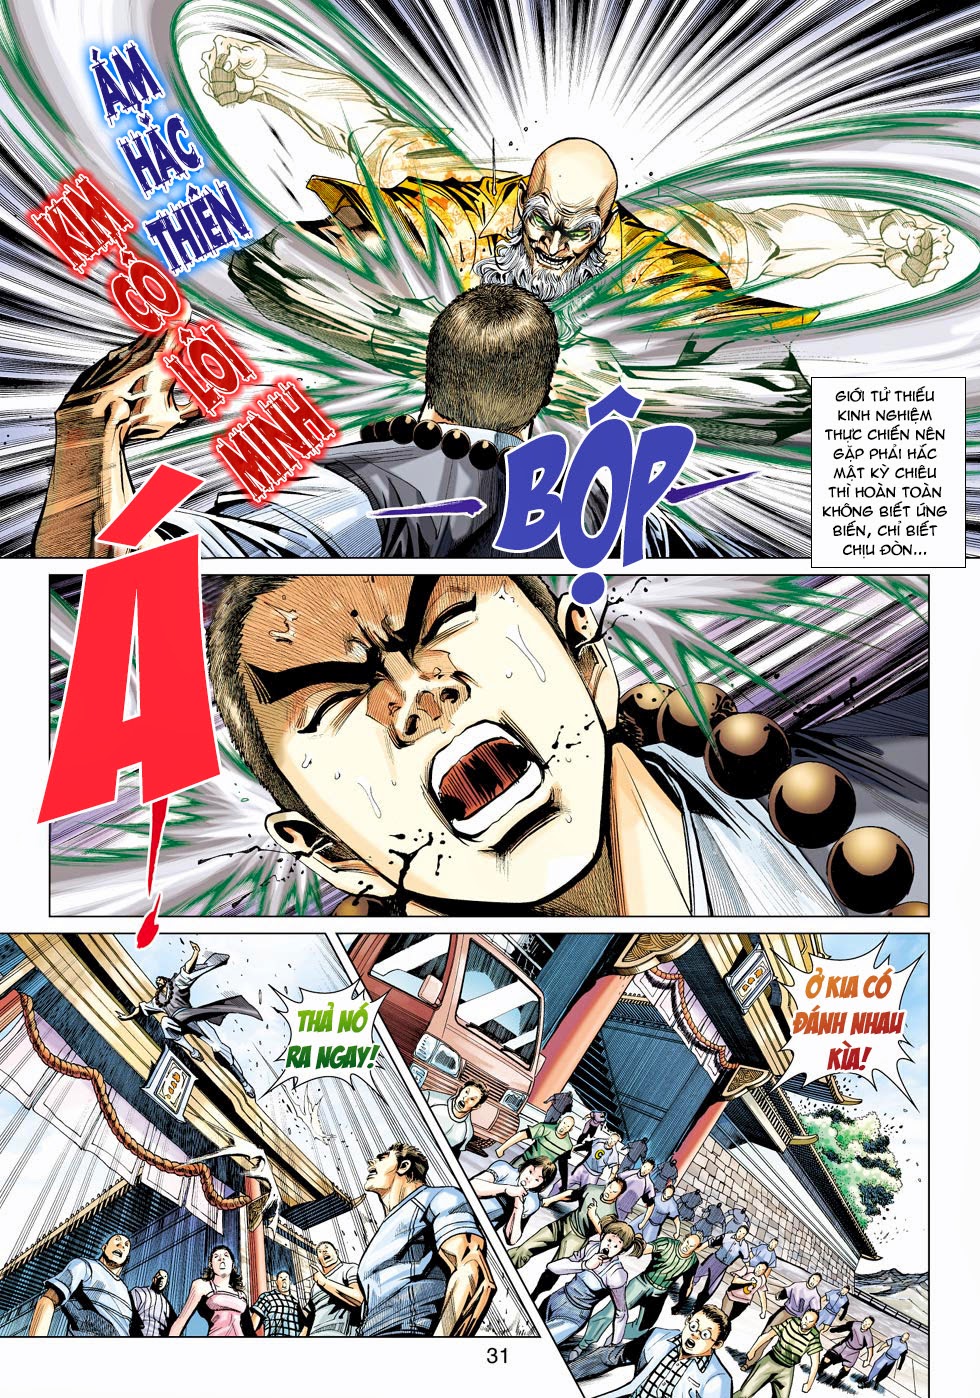 ÁM
HẮC
THIÊN
KIM
CÔ
LÔI
MINH
BỘP
GIỚI TỬ THIẾU
KINH NGHIỆM
THỰC CHIẾN NÊN
GẶP PHẢI HẮC
MẬT KỲ CHIÊU
THÌ HOÀN TOÀN
KHÔNG BIẾT ỨNG
BIẾN, CHỈ BIẾT
CHỊU ĐÒN...
Á!
THẢ NÓ
RA NGAY!
Ở KIA CÓ
ĐÁNH NHAU
KÌA!
31